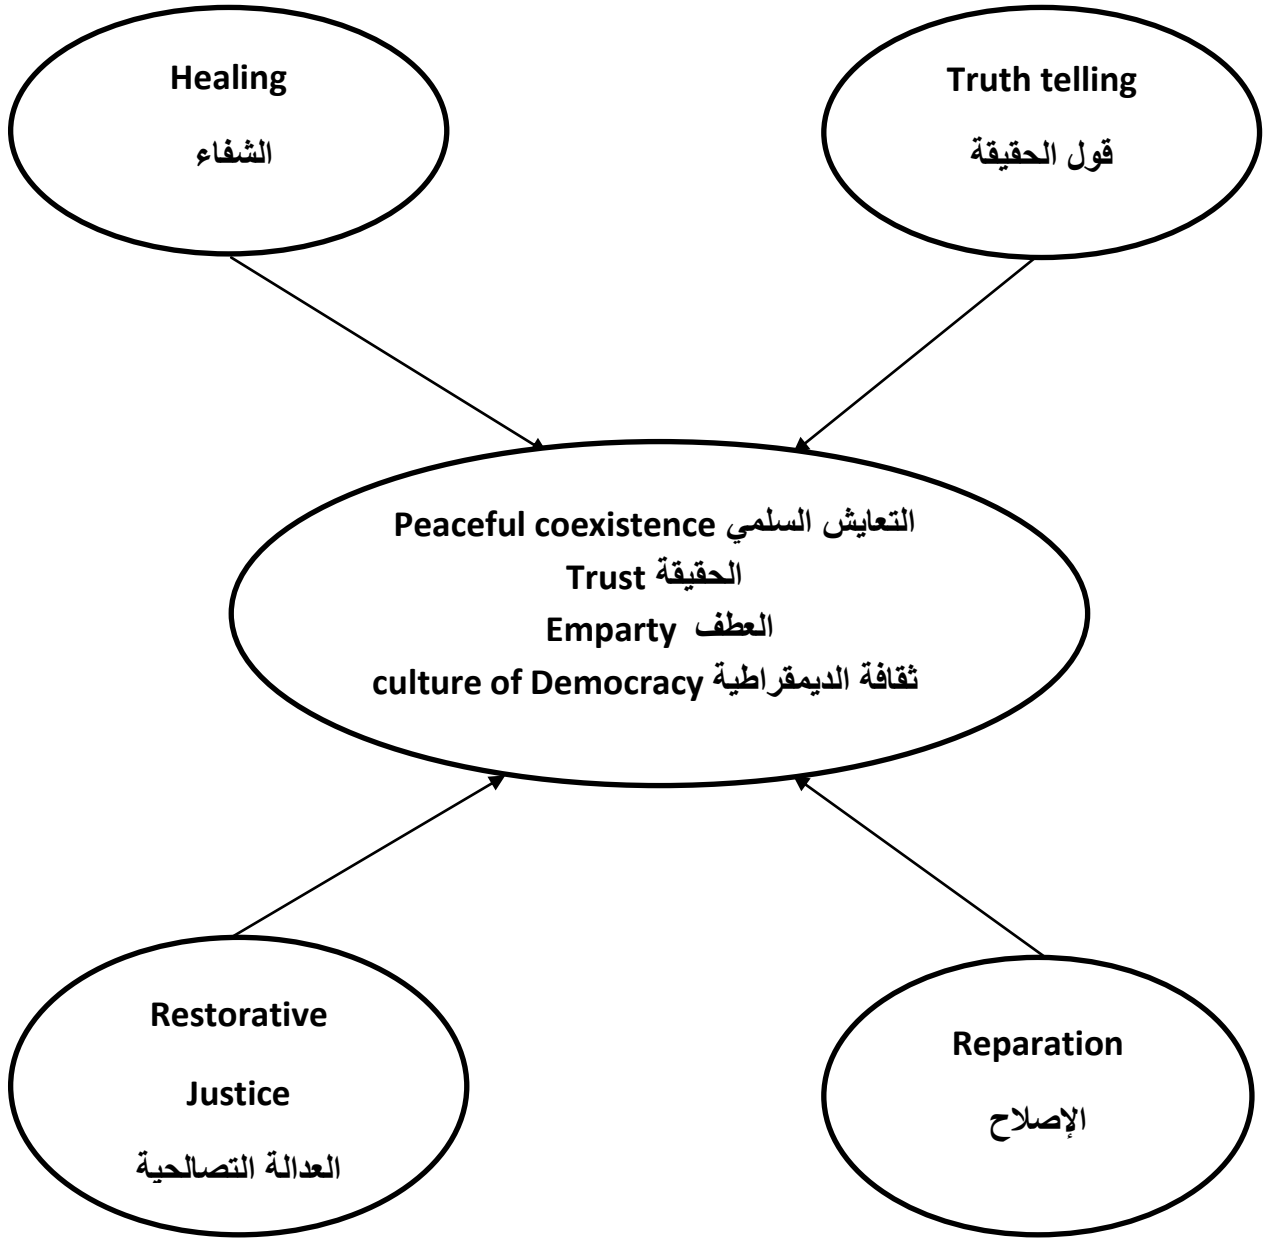 Healing
الشفاء
Truth telling
قول الحقيقة
Peaceful coexistence التعايش السلمي
Trust الحقيقة
Emparty العطف
culture of Democracy ثقافة الديمقراطية
Restorative
Justice
العدالة التصالحية
Reparation
الإصلاح